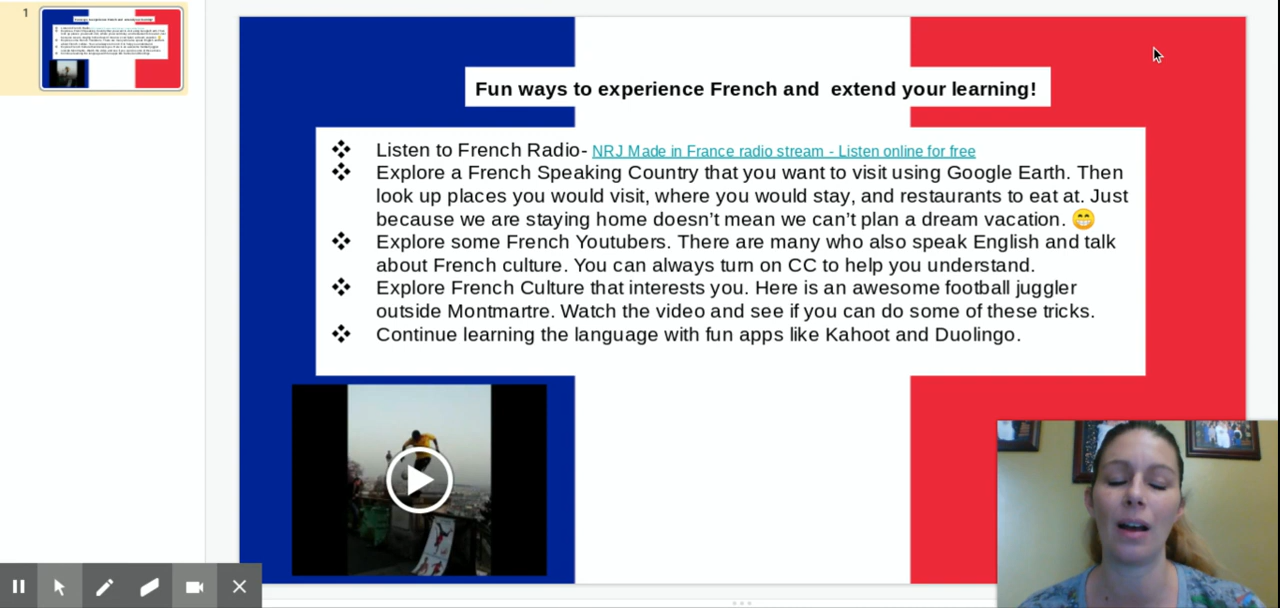 1
Fun ways to experience French and  extend your learning!
❖ Listen to French Radio- NRJ Made in France radio stream - Listen online for free
❖ Explore a French Speaking Country that you want to visit using Google Earth. Then
look up places you would visit, where you would stay, and restaurants to eat at. Just
because we are staying home doesn’t mean we can’t plan a dream vacation. 😁
❖ Explore some French Youtubers. There are many who also speak English and talk
about French culture. You can always turn on CC to help you understand.
❖ Explore French Culture that interests you. Here is an awesome football juggler
outside Montmartre. Watch the video and see if you can do some of these tricks.
❖ Continue learning the language with fun apps like Kahoot and Duolingo.